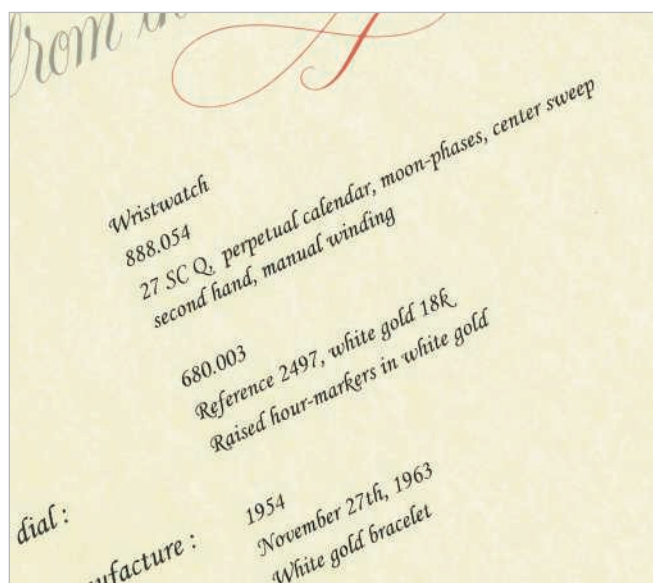 from
Wristwatch
888.054
27 SC Q, perpetual calendar, moon-phases, center sweep
second hand, manual winding
680.003
Reference 2497, white gold 18k
Raised hour-markers in white gold
dial :
1954
ufacture : November 27th, 1963
White gold bracelet